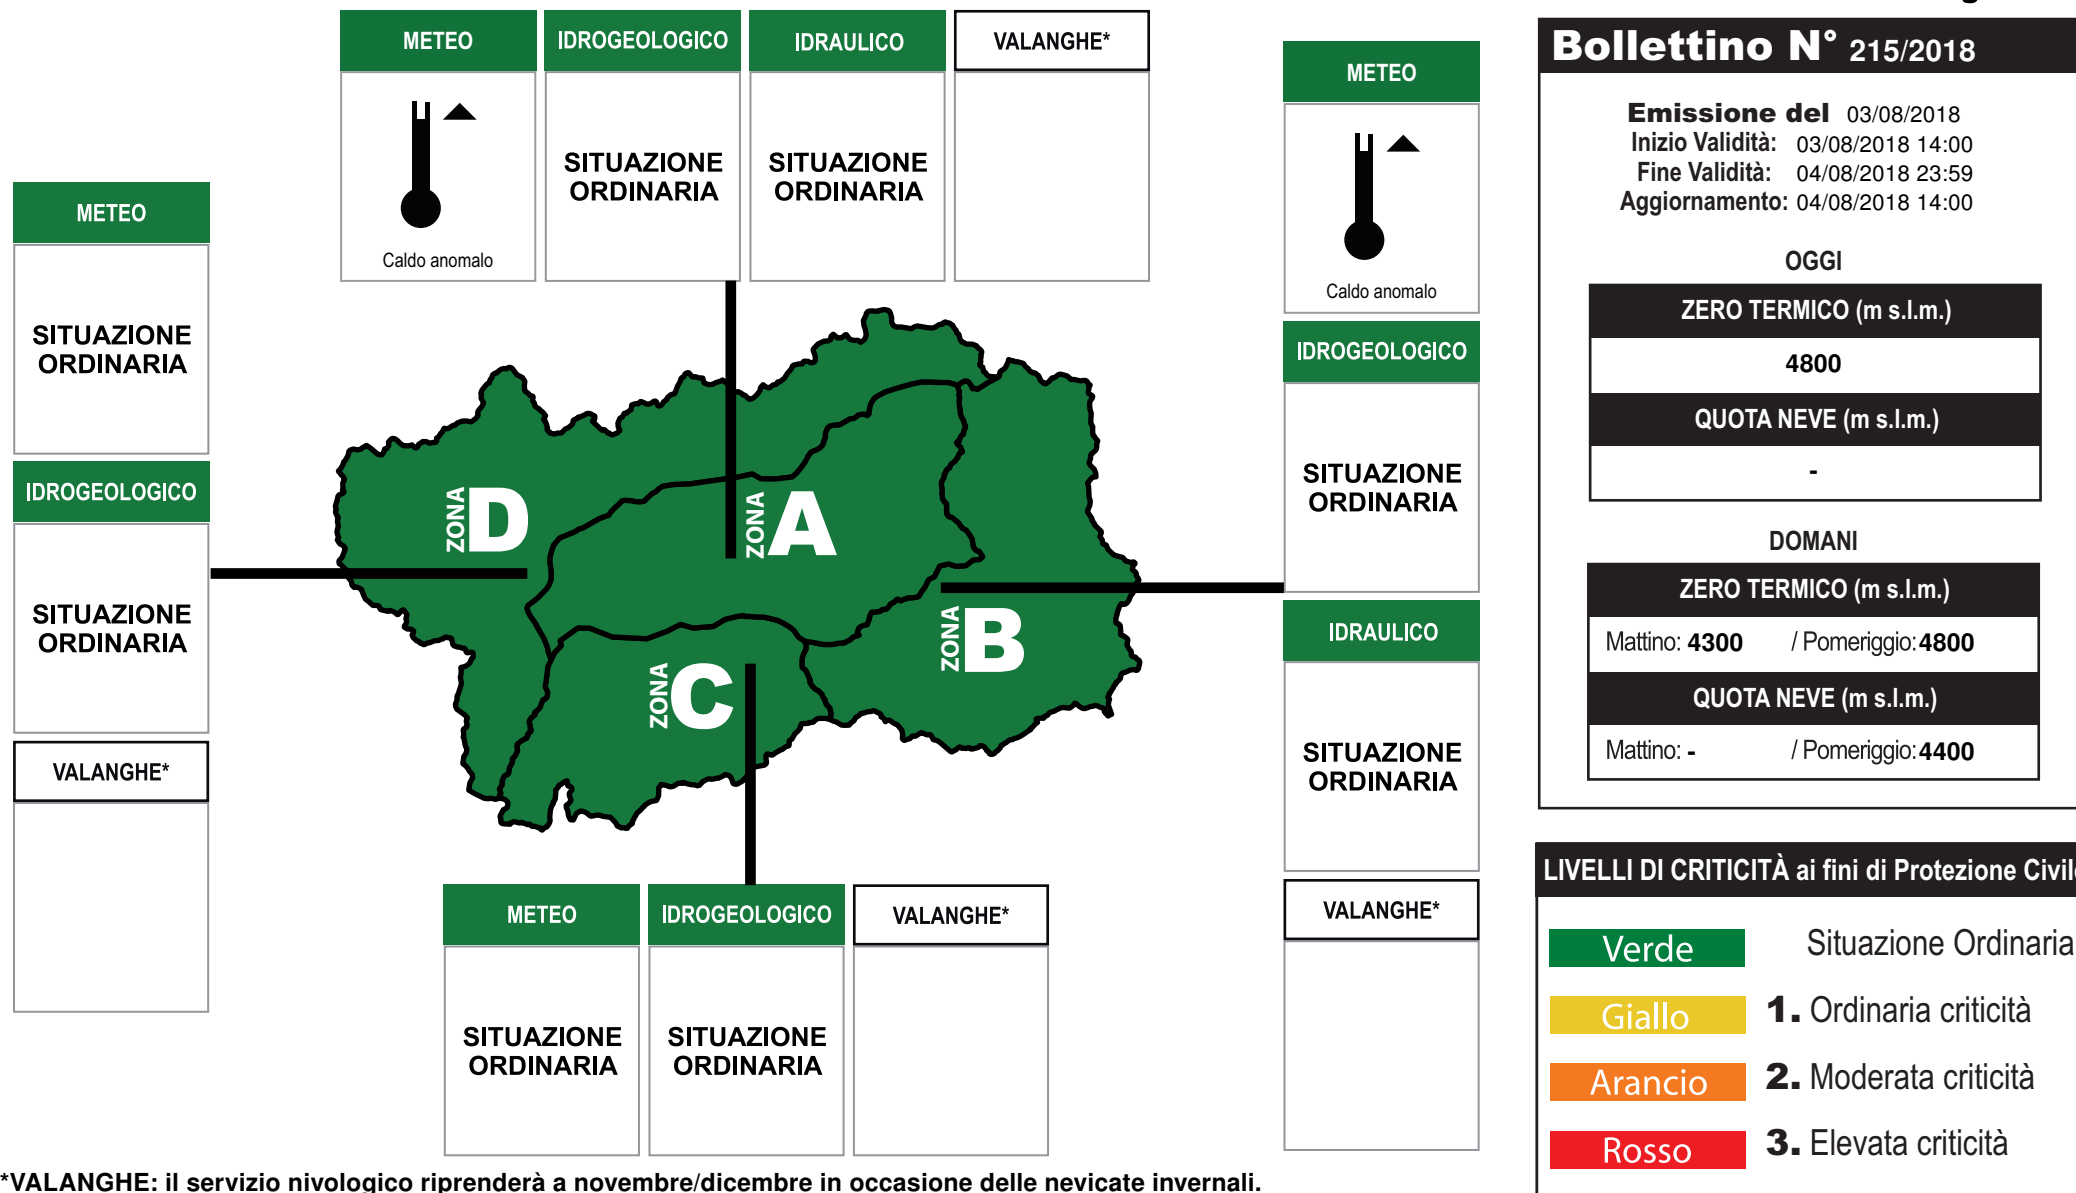 METEO
IDROGEOLOGICO
IDRAULICO
VALANGHE*
Caldo anomalo
SITUAZIONE
ORDINARIA
SITUAZIONE
ORDINARIA
METEO
SITUAZIONE
ORDINARIA
IDROGEOLOGICO
SITUAZIONE
ORDINARIA
VALANGHE*
ZONA D
ZONA A
ZONA B
ZONA C
METEO
Caldo anomalo
IDROGEOLOGICO
SITUAZIONE
ORDINARIA
IDRAULICO
SITUAZIONE
ORDINARIA
VALANGHE*
METEO
IDROGEOLOGICO
VALANGHE*
SITUAZIONE
ORDINARIA
SITUAZIONE
ORDINARIA
*VALANGHE: il servizio nivologico riprenderà a novembre/dicembre in occasione delle nevicate invernali.
Bollettino N° 215/2018
Emissione del 03/08/2018
Inizio Validità: 03/08/2018 14:00
Fine Validità: 04/08/2018 23:59
Aggiornamento: 04/08/2018 14:00
OGGI
ZERO TERMICO (m s.l.m.)
4800
QUOTA NEVE (m s.l.m.)
-
DOMANI
ZERO TERMICO (m s.l.m.)
Mattino: 4300 / Pomeriggio: 4800
QUOTA NEVE (m s.l.m.)
Mattino: - / Pomeriggio: 4400
LIVELLI DI CRITICITÀ ai fini di Protezione Civile
Verde Situazione Ordinaria
Giallo 1. Ordinaria criticità
Arancio 2. Moderata criticità
Rosso 3. Elevata criticità